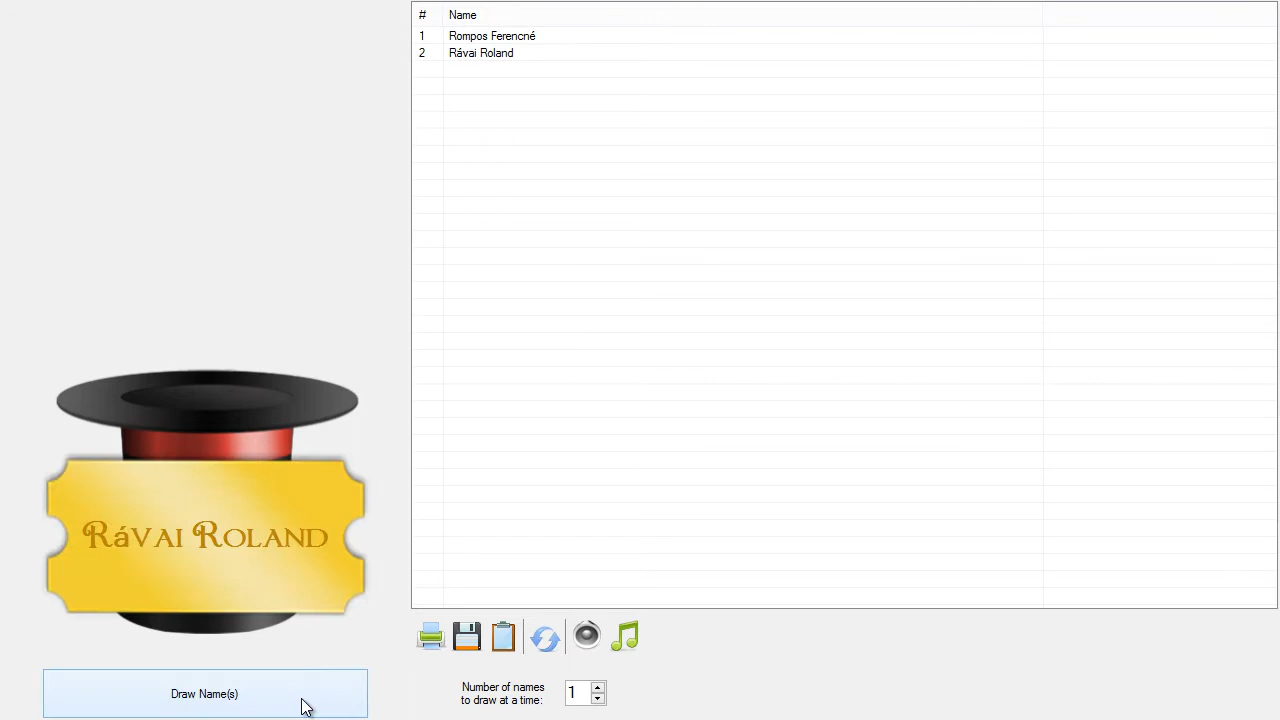 # Name
1 Rompos Ferencné
2 Rávai Roland
Rávai Roland
Draw Name(s)
Number of names
to draw at a time:
1